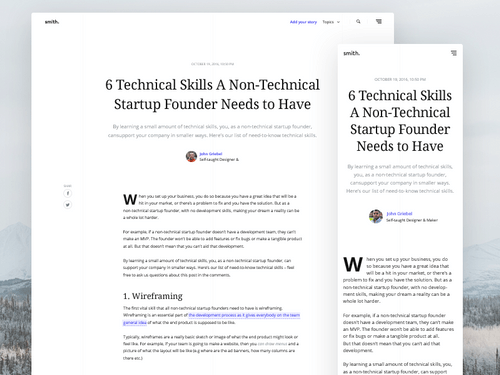 smith.
Add your story
Topics
OCTOBER 19, 2016, 10:50 PM
6 Technical Skills A Non-Technical
Startup Founder Needs to Have
By learning a small amount of technical skills, you, as a non-technical startup founder,
cansupport your company in smaller ways. Here's our list of need-to-know technical skills.
John Griebel
Self-taught Designer &
When you set up your business, you do so because you have a great idea that will be a
hit in your market, or there's a problem to fix and you have the solution. But as a
non-technical startup founder, with no development skills, making your dream a reality can be
a whole lot harder.
For example, if a non-technical startup founder doesn't have a development team, they can't
make an MVP. The founder won't be able to add features or fix bugs or make a tangible product
at all. But that doesn't mean that you can't aid that development.
By learning a small amount of technical skills, you, as a non-technical startup founder, can
support your company in smaller ways. Here's our list of need-to-know technical skills – feel
free to ask us questions about this post in the comments.
1. Wireframing
The first vital skill that all non-technical startup founders need to have is wireframing.
Wireframing is an essential part of the development process as it gives everybody on the team
general idea of what the end product is supposed to be like.
Typically, wireframes are a really basic sketch or image of what the end product might look or
feel like. For example, if your team is going to make a website, then you can draw menus and a
picture of what the layout will be like (e.g where are the ad banners, how many columns are
there etc.)
smith.
OCTOBER 19, 2016, 10:50 PM
6 Technical Skills
A Non-Technical
Startup Founder
Needs to Have
By learning a small amount of technical skills,
you, as a non-technical startup founder,
cansupport your company in smaller ways.
Here's our list of need-to-know technical skills.
John Griebel
Self-taught Designer & Maker
When you set up your business, you do
so because you have a great idea that
will be a hit in your market, or there's a
problem to fix and you have the solution. But as a
non-technical startup founder, with no develop-
ment skills, making your dream a reality can be a
whole lot harder.
For example, if a non-technical startup founder
doesn't have a development team, they can't make
an MVP. The founder won't be able to add features
or fix bugs or make a tangible product at all. But
that doesn't mean that you can't aid that
development.
By learning a small amount of technical skills, you,
as a non-technical startup founder, can support